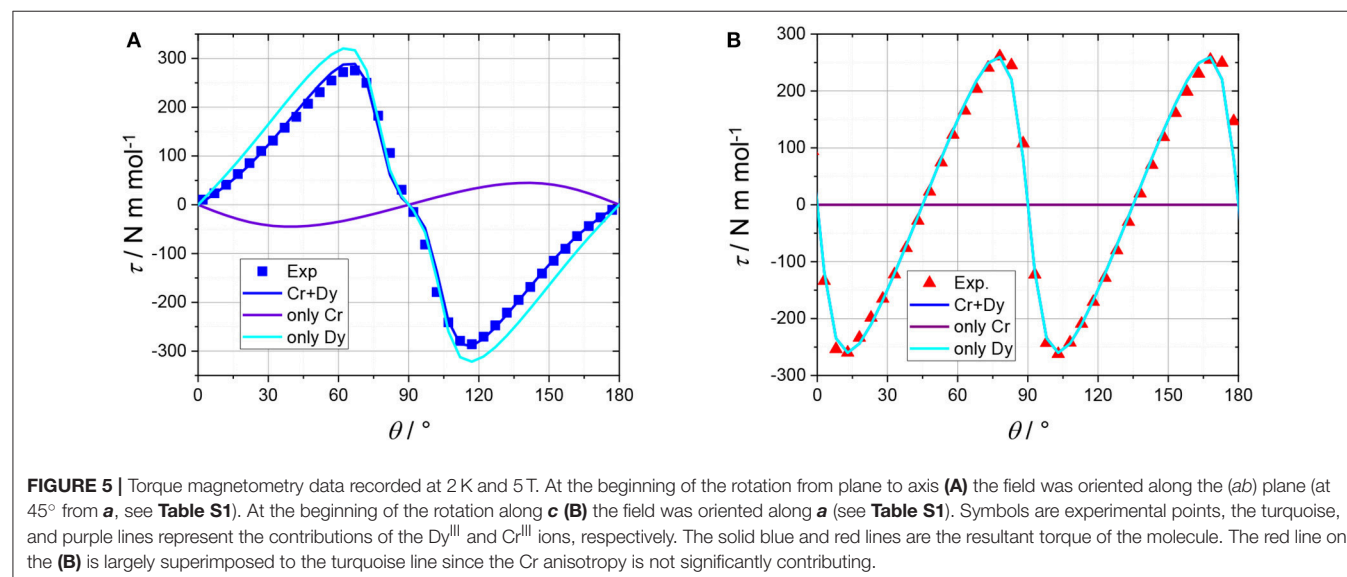 A
B
300
200
100
0
-100
-200
-300
τ / N m mol-1
Exp
Cr+Dy
only Cr
only Dy
0 30 60 90 120 150 180
θ / °
300
200
100
0
-100
-200
-300
τ / N m mol-1
Exp.
Cr+Dy
only Cr
only Dy
0 30 60 90 120 150 180
θ / °
FIGURE 5 | Torque magnetometry data recorded at 2 K and 5 T. At the beginning of the rotation from plane to axis (A) the field was oriented along the (ab) plane (at
45° from a, see Table S1). At the beginning of the rotation along c (B) the field was oriented along a (see Table S1). Symbols are experimental points, the turquoise,
and purple lines represent the contributions of the DyIII and CrIII ions, respectively. The solid blue and red lines are the resultant torque of the molecule. The red line on
the (B) is largely superimposed to the turquoise line since the Cr anisotropy is not significantly contributing.